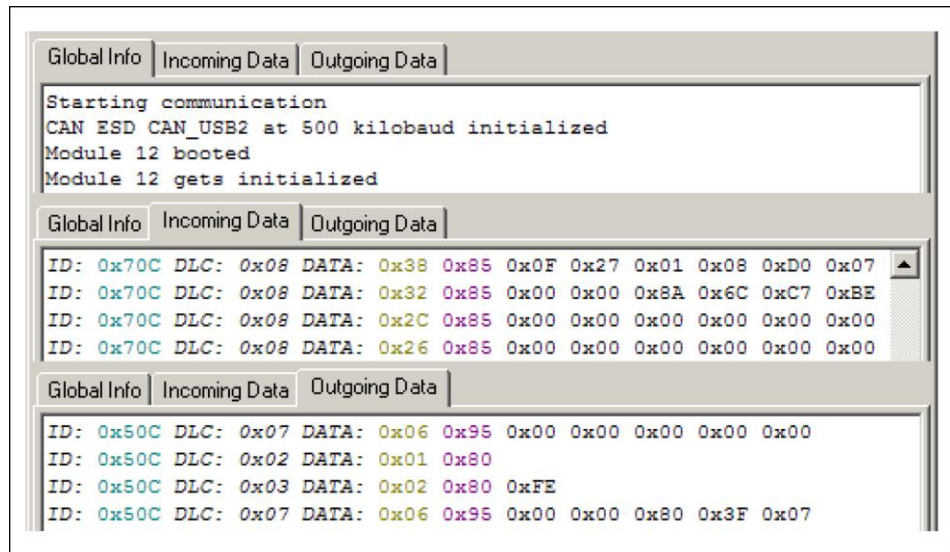 Global Info Incoming Data Outgoing Data
Starting communication
CAN ESD CAN_USB2 at 500 kilobaud initialized
Module 12 booted
Module 12 gets initialized
Global Info Incoming Data Outgoing Data
ID: 0x70C DLC: 0x08 DATA: 0x38 0x85 0x0F 0x27 0x01 0x08 0xD0 0x07
ID: 0x70C DLC: 0x08 DATA: 0x32 0x85 0x00 0x00 0x8A 0x6C 0xC7 0xBE
ID: 0x70C DLC: 0x08 DATA: 0x2C 0x85 0x00 0x00 0x00 0x00 0x00 0x00
ID: 0x70C DLC: 0x08 DATA: 0x26 0x85 0x00 0x00 0x00 0x00 0x00 0x00
Global Info Incoming Data Outgoing Data
ID: 0x50C DLC: 0x07 DATA: 0x06 0x95 0x00 0x00 0x00 0x00 0x00
ID: 0x50C DLC: 0x02 DATA: 0x01 0x80
ID: 0x50C DLC: 0x03 DATA: 0x02 0x80 0xFE
ID: 0x50C DLC: 0x07 DATA: 0x06 0x95 0x00 0x00 0x80 0x3F 0x07